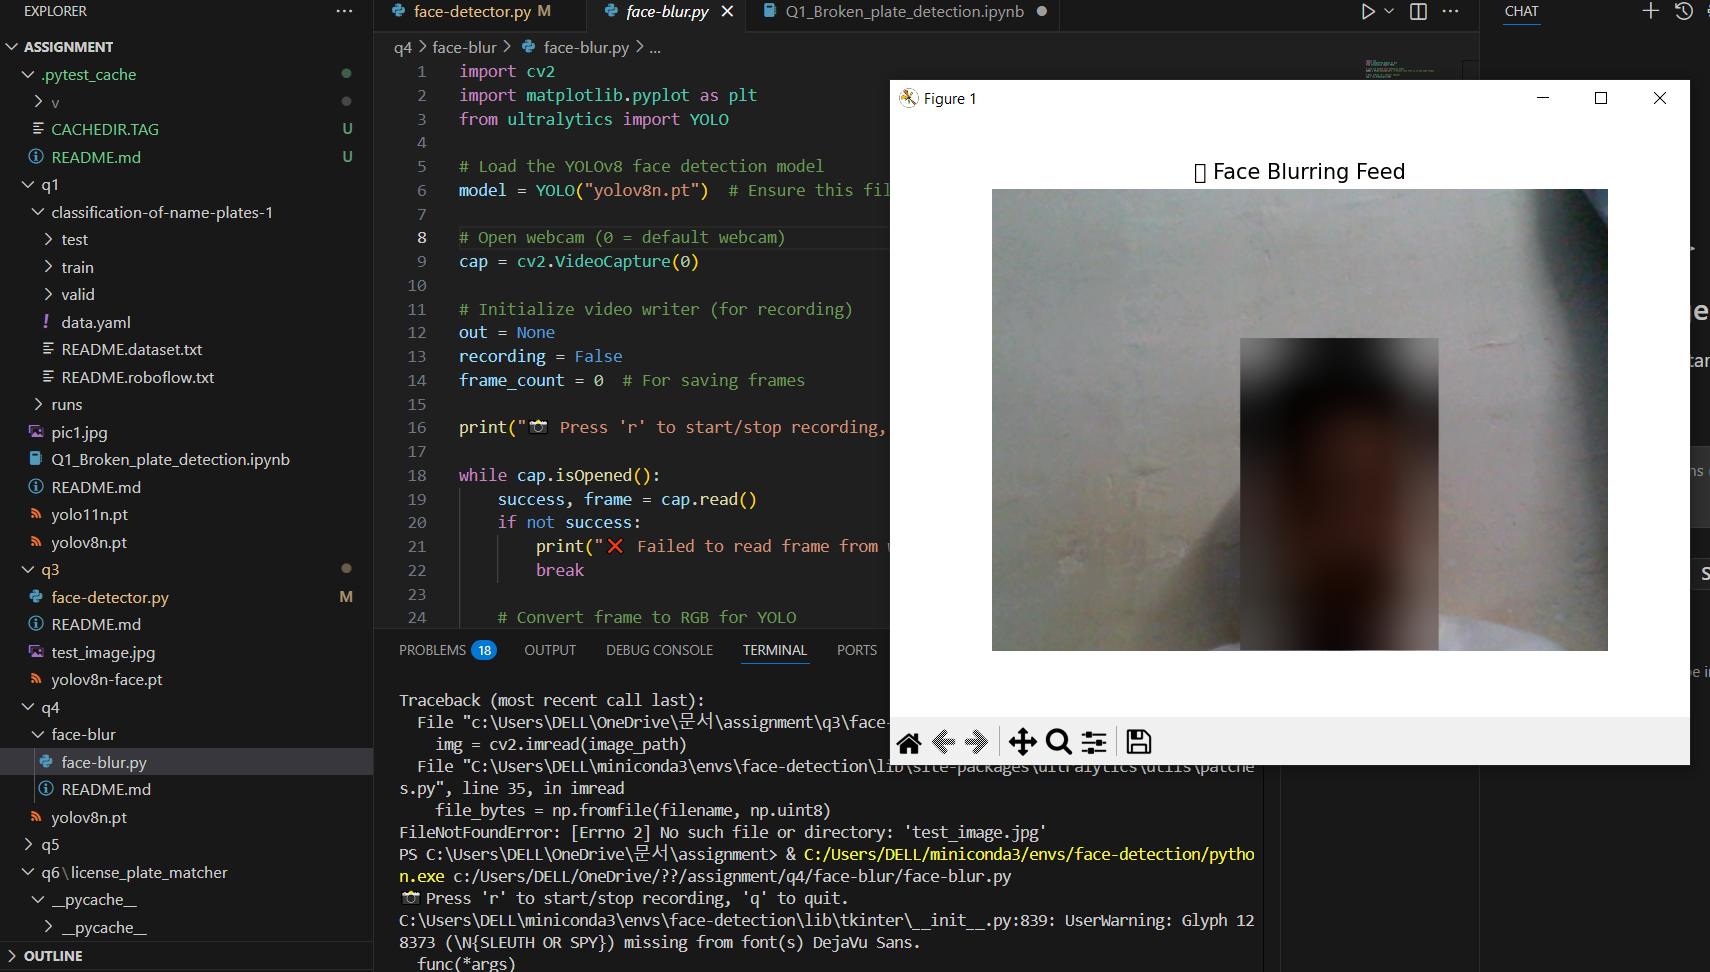 EXPLORER
ASSIGNMENT
.pytest_cache
v
CACHEDIR.TAG U
README.md U
q1
classification-of-name-plates-1
test
train
valid
data.yaml
README.dataset.txt
README.roboflow.txt
runs
pic1.jpg
Q1_Broken_plate_detection.ipynb
README.md
yolo11n.pt
yolov8n.pt
q3
face-detector.py M
README.md
test_image.jpg
yolov8n-face.pt
q4
face-blur
face-blur.py
README.md
yolov8n.pt
q5
q6\license_plate_matcher
__pycache__
__pycache__
OUTLINE
face-detector.py M
face-blur.py
Q1_Broken_plate_detection.ipynb
q4 > face-blur > face-blur.py > ...
1 import cv2
2 import matplotlib.pyplot as plt
3 from ultralytics import YOLO
4
5 # Load the YOLOv8 face detection model
6 model = YOLO("yolov8n.pt")  # Ensure this fil
7
8 # Open webcam (0 = default webcam)
9 cap = cv2.VideoCapture(0)
10
11 # Initialize video writer (for recording)
12 out = None
13 recording = False
14 frame_count = 0  # For saving frames
15
16 print("📷 Press 'r' to start/stop recording,
17
18 while cap.isOpened():
19 success, frame = cap.read()
20 if not success:
21 print("❌ Failed to read frame from
22 break
23
24 # Convert frame to RGB for YOLO
PROBLEMS 18 OUTPUT DEBUG CONSOLE TERMINAL PORTS
Traceback (most recent call last):
File "c:\Users\DELL\OneDrive\문서\assignment\q3\face-
img = cv2.imread(image_path)
File "C:\Users\DELL\miniconda3\envs\face-detection\lib\site-packages\ultralytics\utils\patche
s.py", line 35, in imread
file_bytes = np.fromfile(filename, np.uint8)
FileNotFoundError: [Errno 2] No such file or directory: 'test_image.jpg'
PS C:\Users\DELL\OneDrive\문서\assignment> & C:/Users/DELL/miniconda3/envs/face-detection/pytho
n.exe c:/Users/DELL/OneDrive/??/assignment/q4/face-blur/face-blur.py
📷 Press 'r' to start/stop recording, 'q' to quit.
C:\Users\DELL\miniconda3\envs\face-detection\lib\tkinter\__init__.py:839: UserWarning: Glyph 12
8373 (\N{SLEUTH OR SPY}) missing from font(s) DejaVu Sans.
func(*args)
CHAT
Figure 1
Face Blurring Feed